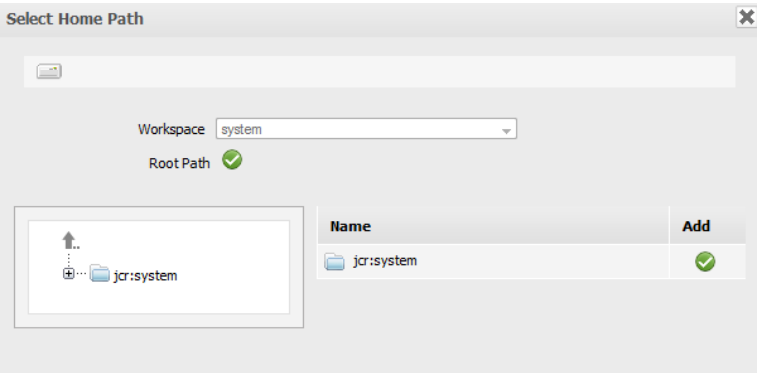 Select Home Path
Workspace system
Root Path
..
jcr:system
Name Add
jcr:system